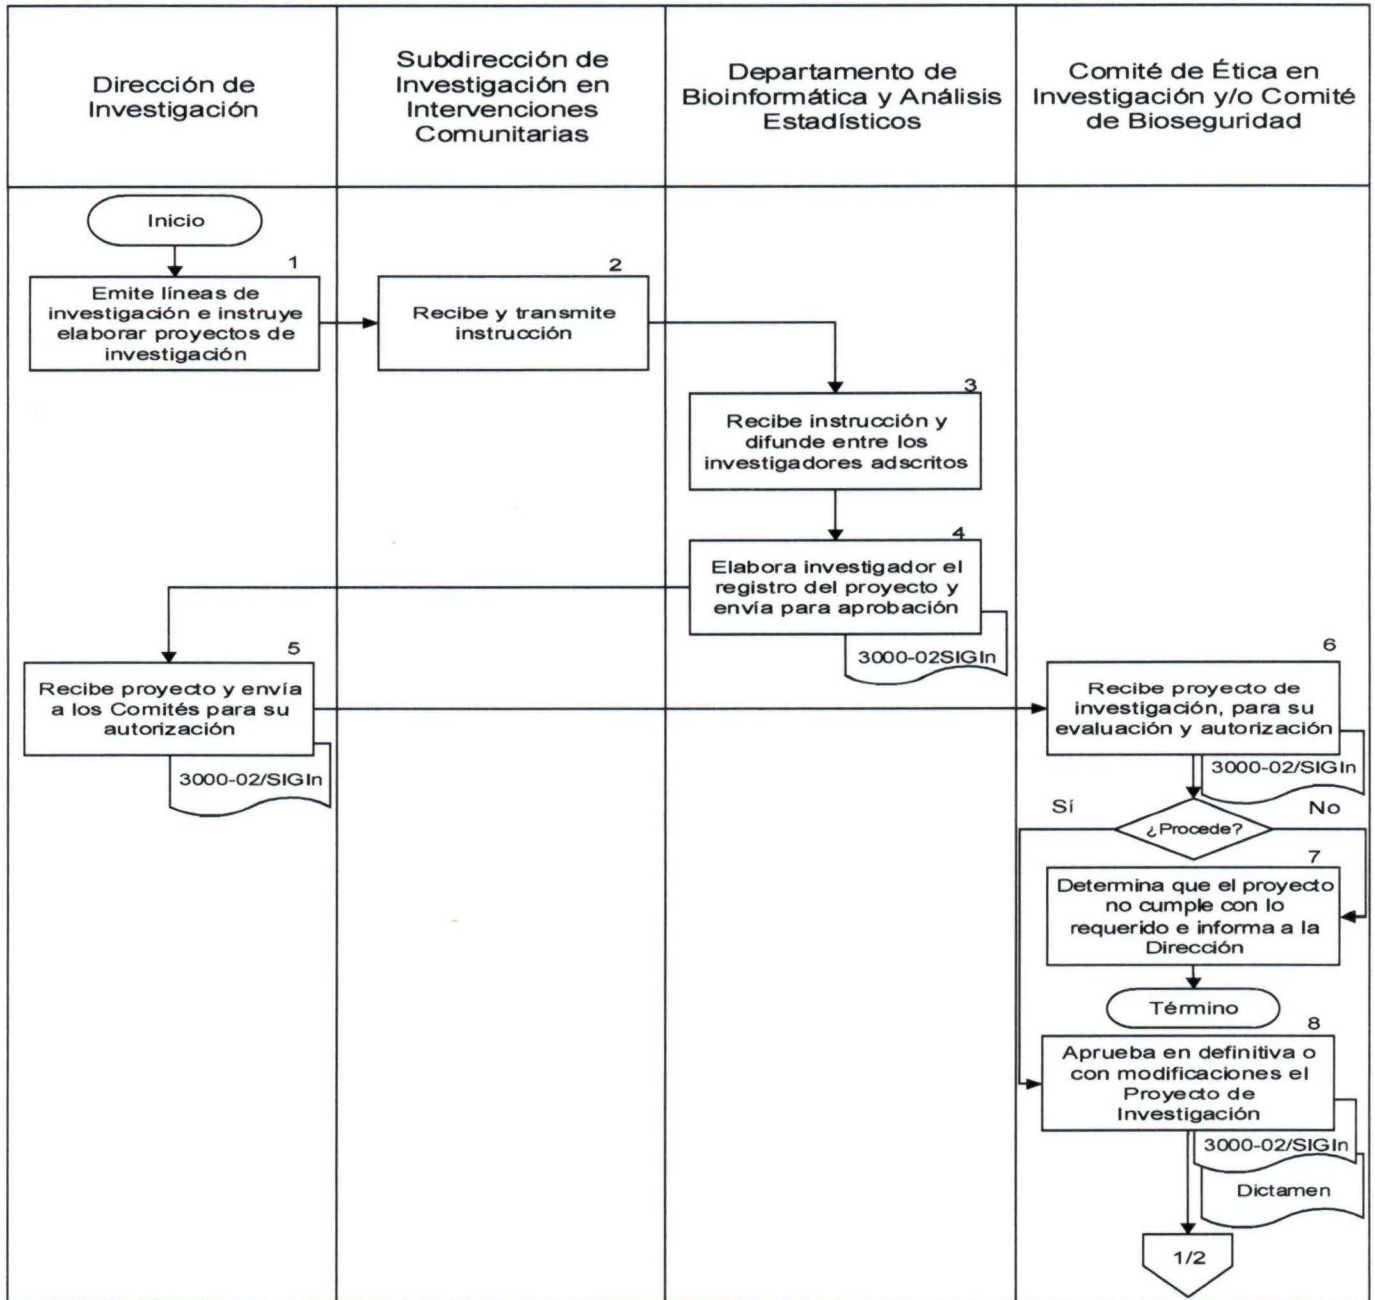 Dirección de
Investigación
Subdirección de
Investigación en
Intervenciones
Comunitarias
Departamento de
Bioinformática y Análisis
Estadísticos
Comité de Ética en
Investigación y/o Comité
de Bioseguridad
Inicio
1
Emite líneas de
investigación e instruye
elaborar proyectos de
investigación
2
Recibe y transmite
instrucción
3
Recibe instrucción y
difunde entre los
investigadores adscritos
4
Elabora investigador el
registro del proyecto y
envía para aprobación
3000-02SIGIn
5
Recibe proyecto y envía
a los Comités para su
autorización
3000-02/SIGIn
6
Recibe proyecto de
investigación, para su
evaluación y autorización
3000-02/SIGIn
Sí
¿Procede?
No
7
Determina que el proyecto
no cumple con lo
requerido e informa a la
Dirección
Término
8
Aprueba en definitiva o
con modificaciones el
Proyecto de
Investigación
3000-02/SIGIn
Dictamen
1/2